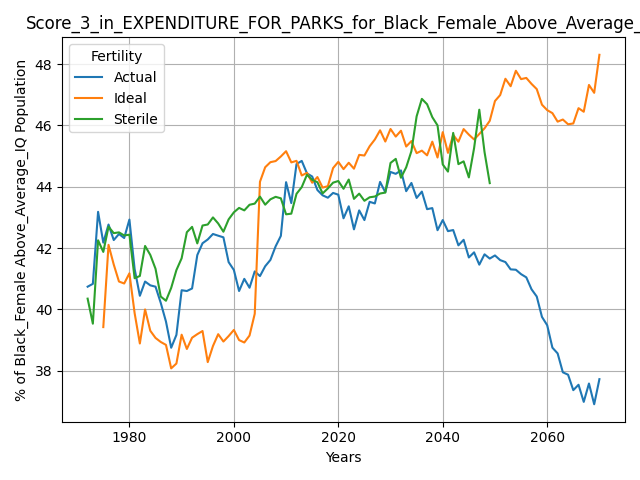 Score_3_in_EXPENDITURE_FOR_PARKS_for_Black_Female_Above_Average_
% of Black_Female Above_Average_IQ Population
Fertility
Actual
Ideal
Sterile
48
46
44
42
40
38
1980
2000
2020
2040
2060
Years